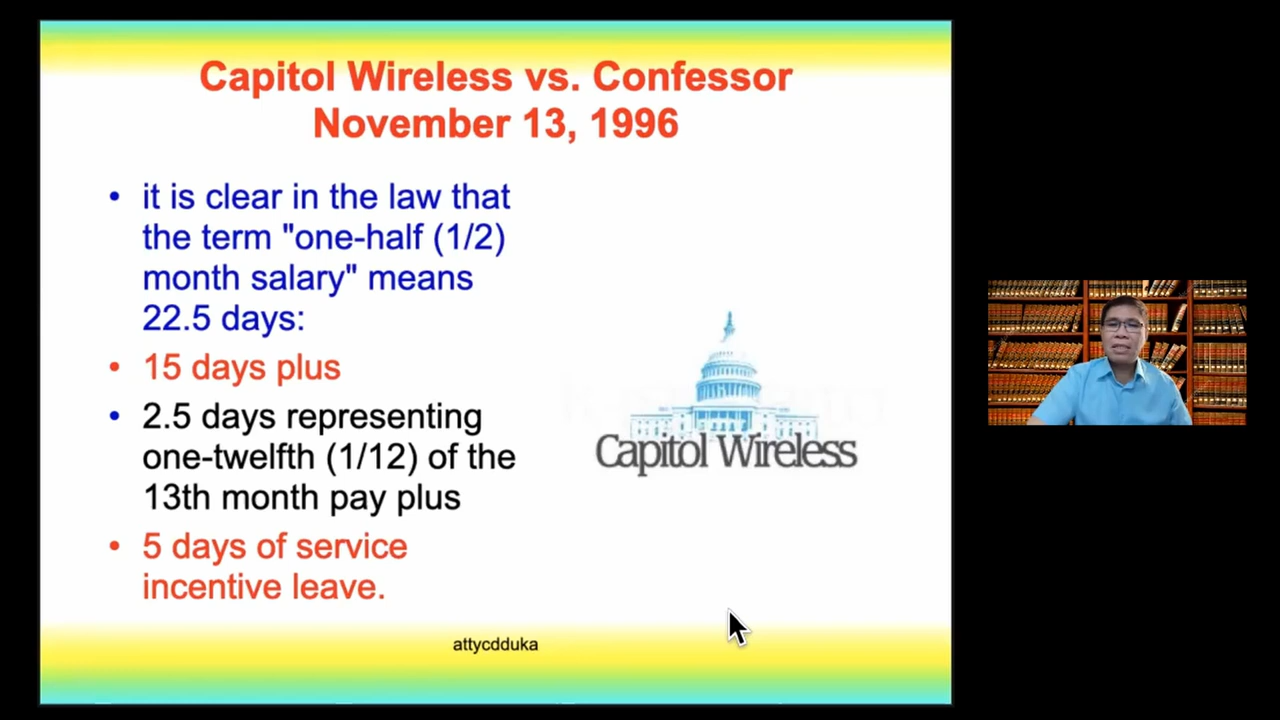 Capitol Wireless vs. Confessor
November 13, 1996
• it is clear in the law that
the term "one-half (1/2)
month salary" means
22.5 days:
• 15 days plus
• 2.5 days representing
one-twelfth (1/12) of the
13th month pay plus
• 5 days of service
incentive leave.
Capitol Wireless
attycdduka